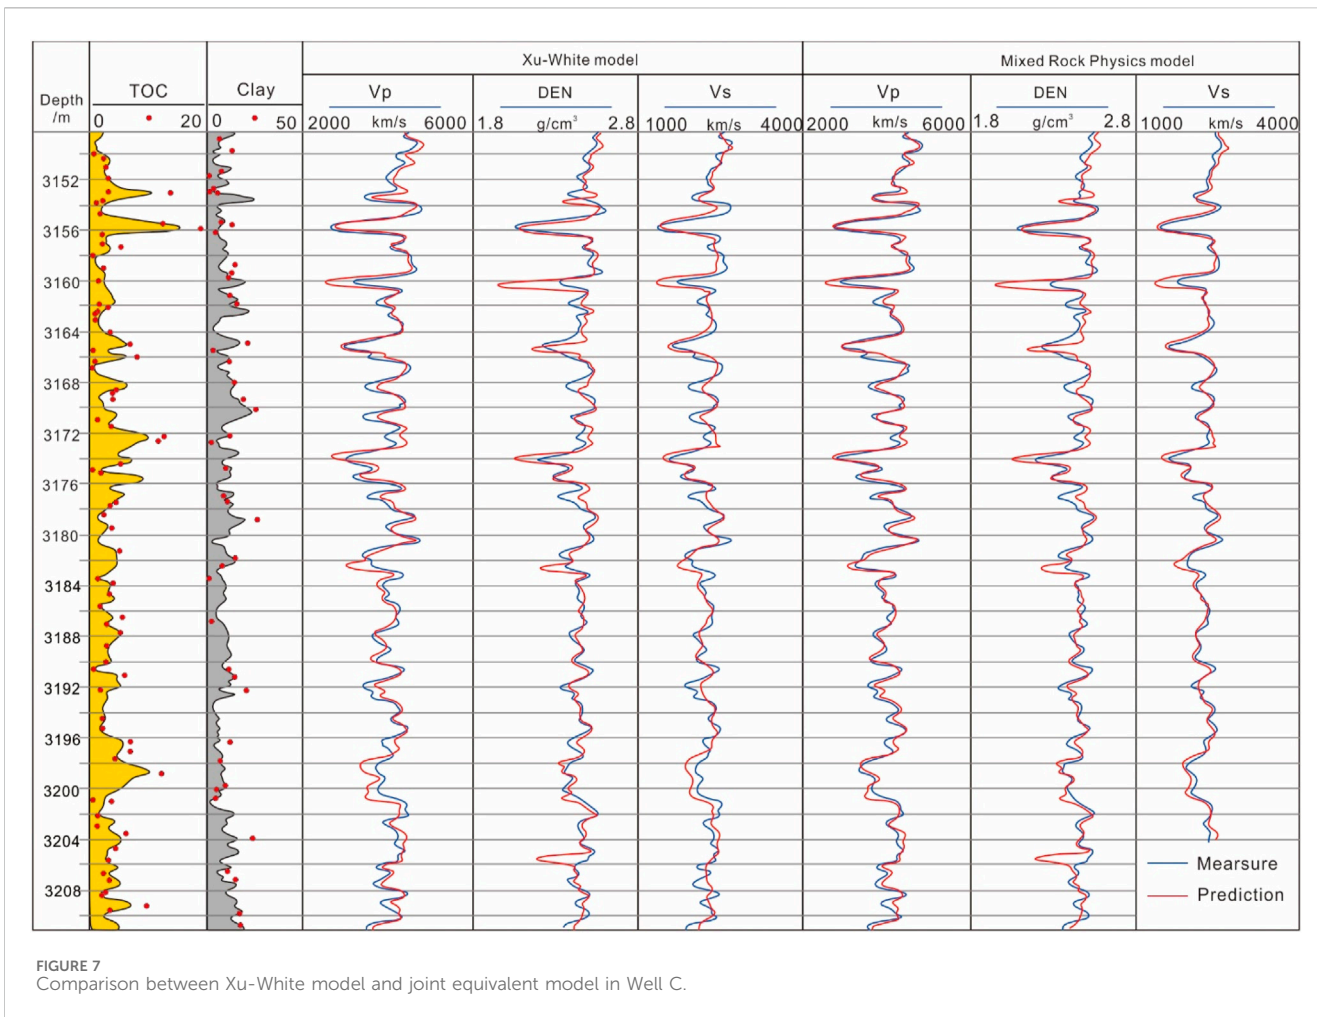 Xu-White model
Mixed Rock Physics model
Depth
/m
TOC
0 20
Clay
0 50
Vp
2000 km/s 6000
DEN
1.8 g/cm³ 2.8
Vs
1000 km/s 4000
Vp
2000 km/s 6000
DEN
1.8 g/cm³ 2.8
Vs
1000 km/s 4000
3152
3156
3160
3164
3168
3172
3176
3180
3184
3188
3192
3196
3200
3204
3208
Mearsure
Prediction
FIGURE 7
Comparison between Xu-White model and joint equivalent model in Well C.